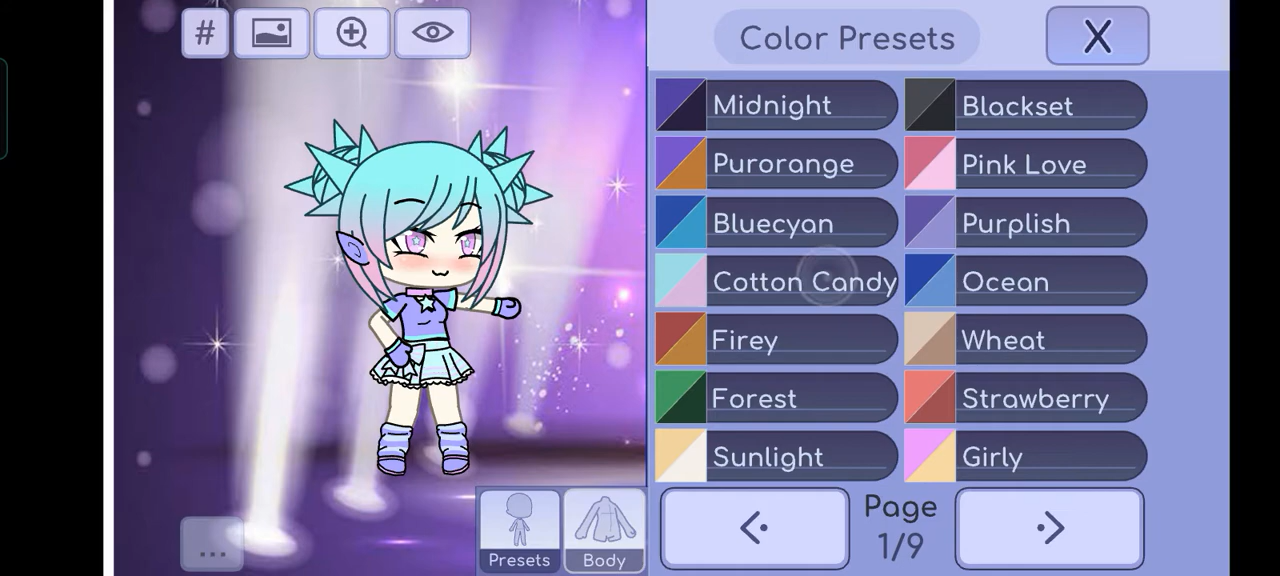 #
Color Presets
X
Midnight
Blackset
Purorange
Pink Love
Bluecyan
Purplish
Cotton Candy
Ocean
Firey
Wheat
Forest
Strawberry
Sunlight
Girly
Page
1/9
...
Presets
Body